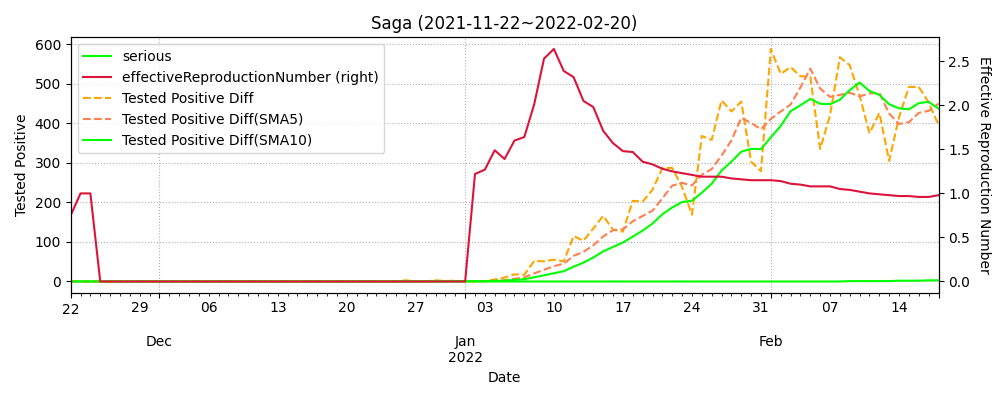 Saga (2021-11-22~2022-02-20)
serious
effectiveReproductionNumber (right)
Tested Positive Diff
Tested Positive Diff(SMA5)
Tested Positive Diff(SMA10)
Tested Positive
600
500
400
300
200
100
0
2.5
2.0
1.5
1.0
0.5
0.0
Effective Reproduction Number
22 29 06 13 20 27 03 10 17 24 31 07 14
Dec Jan Feb
2022
Date